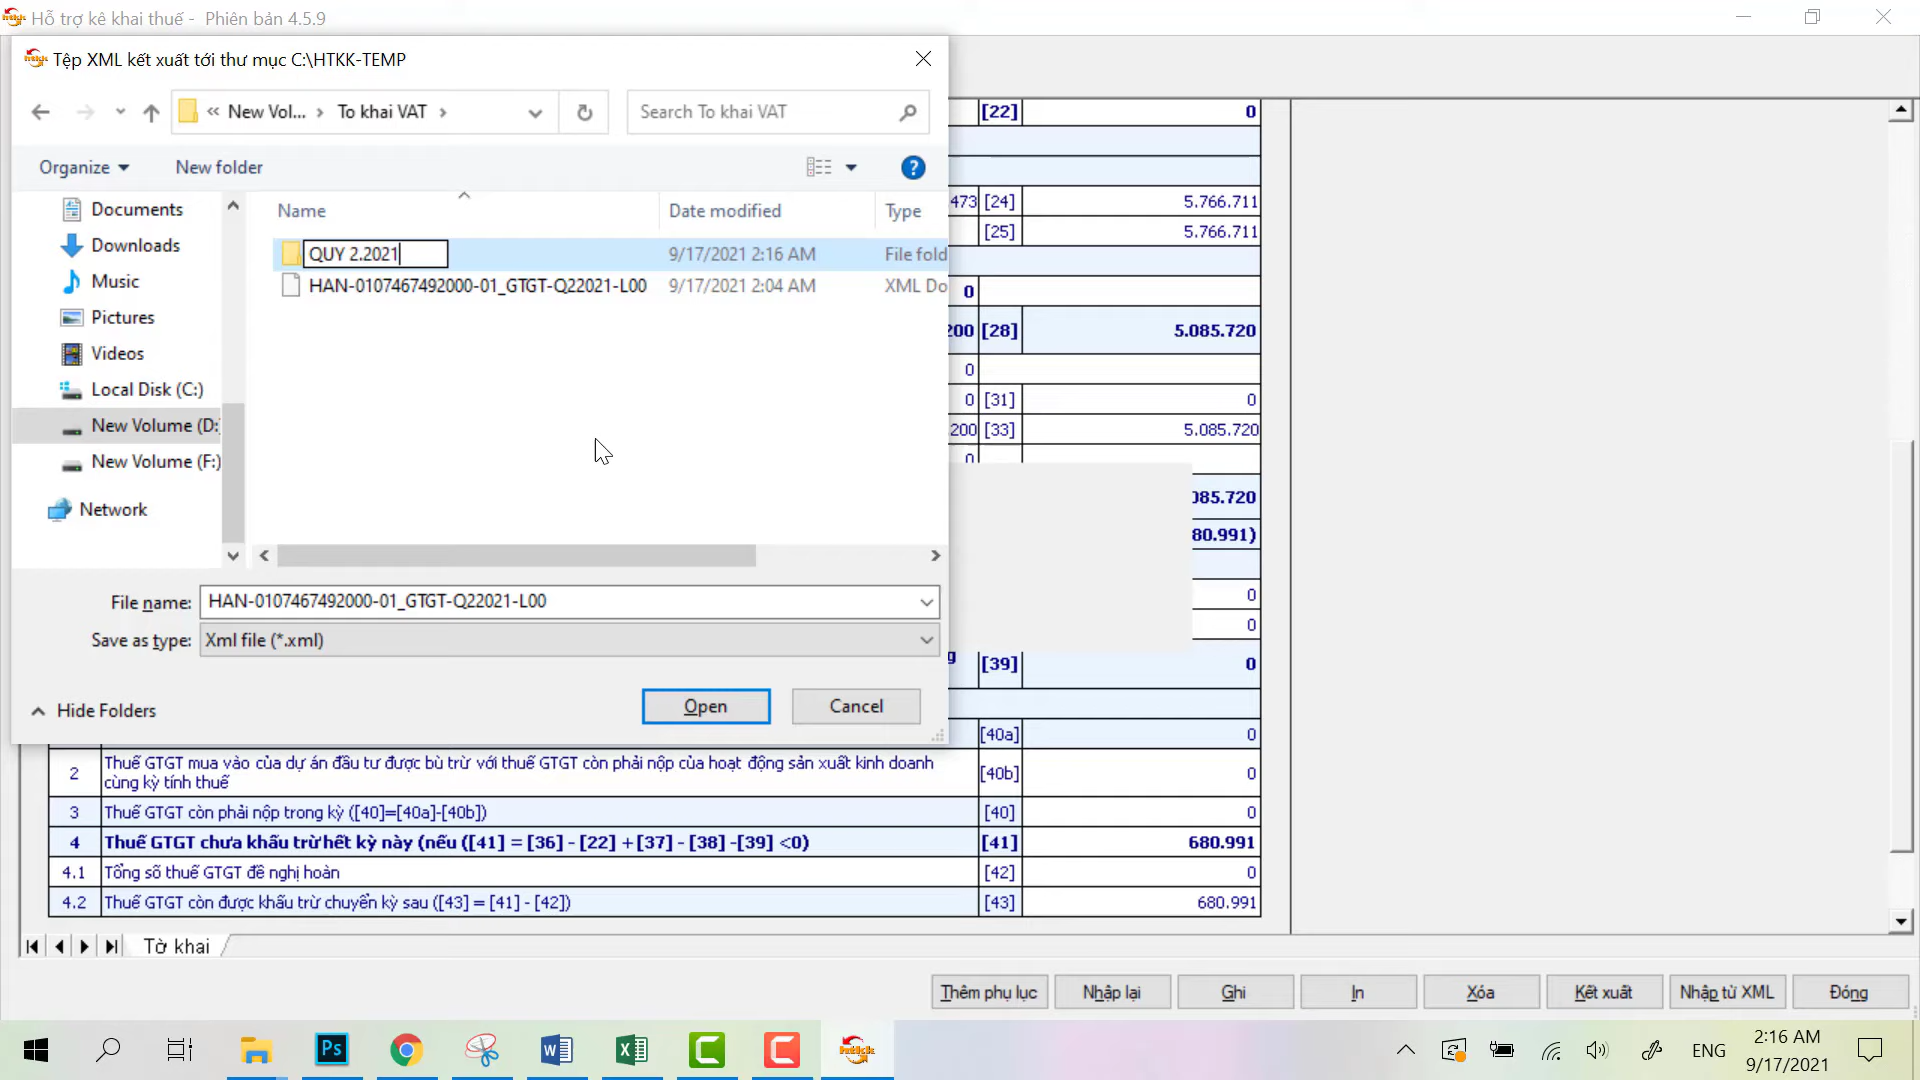 Hỗ trợ kê khai thuế - Phiên bản 4.5.9
Tệp XML kết xuất tới thư mục C:\HTKK-TEMP
« New Vol... › To khai VAT ›
Search To khai VAT
Organize
New folder
Documents
Downloads
Music
Pictures
Videos
Local Disk (C:)
New Volume (D:
New Volume (F:)
Network
Name Date modified Type
QUY 2.2021 9/17/2021 2:16 AM File fold
HAN-0107467492000-01_GTGT-Q22021-L00 9/17/2021 2:04 AM XML Do
File name: HAN-0107467492000-01_GTGT-Q22021-L00
Save as type: Xml file (*.xml)
Hide Folders
Open
Cancel
[22] 0
473 [24] 5.766.711
[25] 5.766.711
0
200 [28] 5.085.720
0
0 [31] 0
200 [33] 5.085.720
0
085.720
80.991)
0
0
g [39] 0
[40a] 0
2 Thuế GTGT mua vào của dự án đầu tư được bù trừ với thuế GTGT còn phải nộp của hoạt động sản xuất kinh doanh
cùng kỳ tính thuế [40b] 0
3 Thuế GTGT còn phải nộp trong kỳ ([40]=[40a]-[40b]) [40] 0
4 Thuế GTGT chưa khấu trừ hết kỳ này (nếu ([41] = [36] - [22] + [37] - [38] -[39] <0) [41] 680.991
4.1 Tổng số thuế GTGT đề nghị hoàn [42] 0
4.2 Thuế GTGT còn được khấu trừ chuyển kỳ sau ([43] = [41] - [42]) [43] 680.991
Tờ khai
Thêm phụ lục Nhập lại Ghi In Xóa Kết xuất Nhập từ XML Đóng
Ps
ENG
2:16 AM
9/17/2021